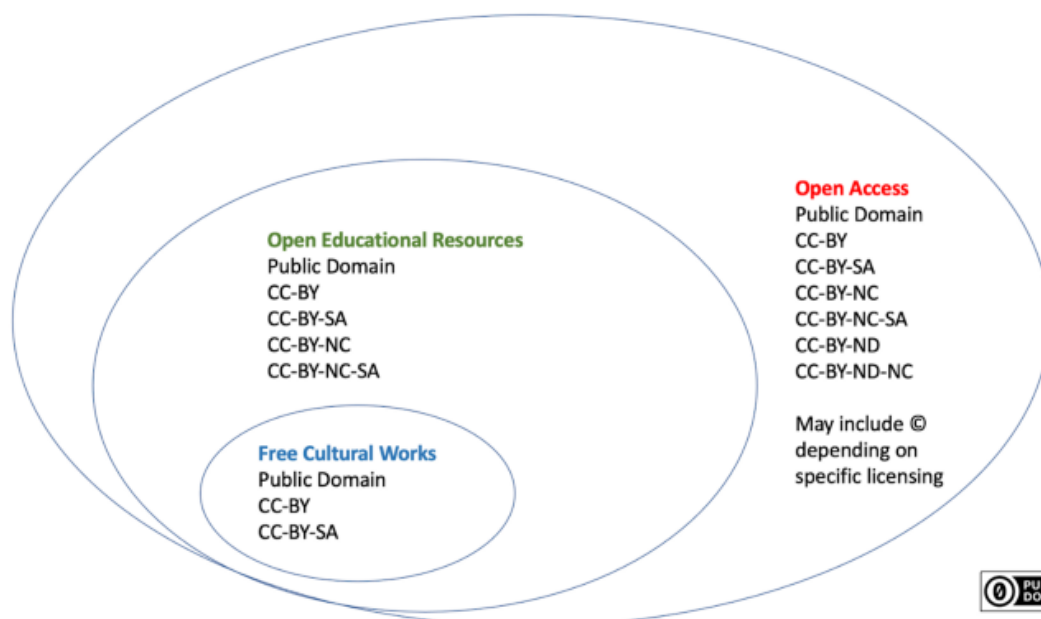 Open Access
Public Domain
CC-BY
CC-BY-SA
CC-BY-NC
CC-BY-NC-SA
CC-BY-ND
CC-BY-ND-NC
May include ©
depending on
specific licensing
Open Educational Resources
Public Domain
CC-BY
CC-BY-SA
CC-BY-NC
CC-BY-NC-SA
Free Cultural Works
Public Domain
CC-BY
CC-BY-SA